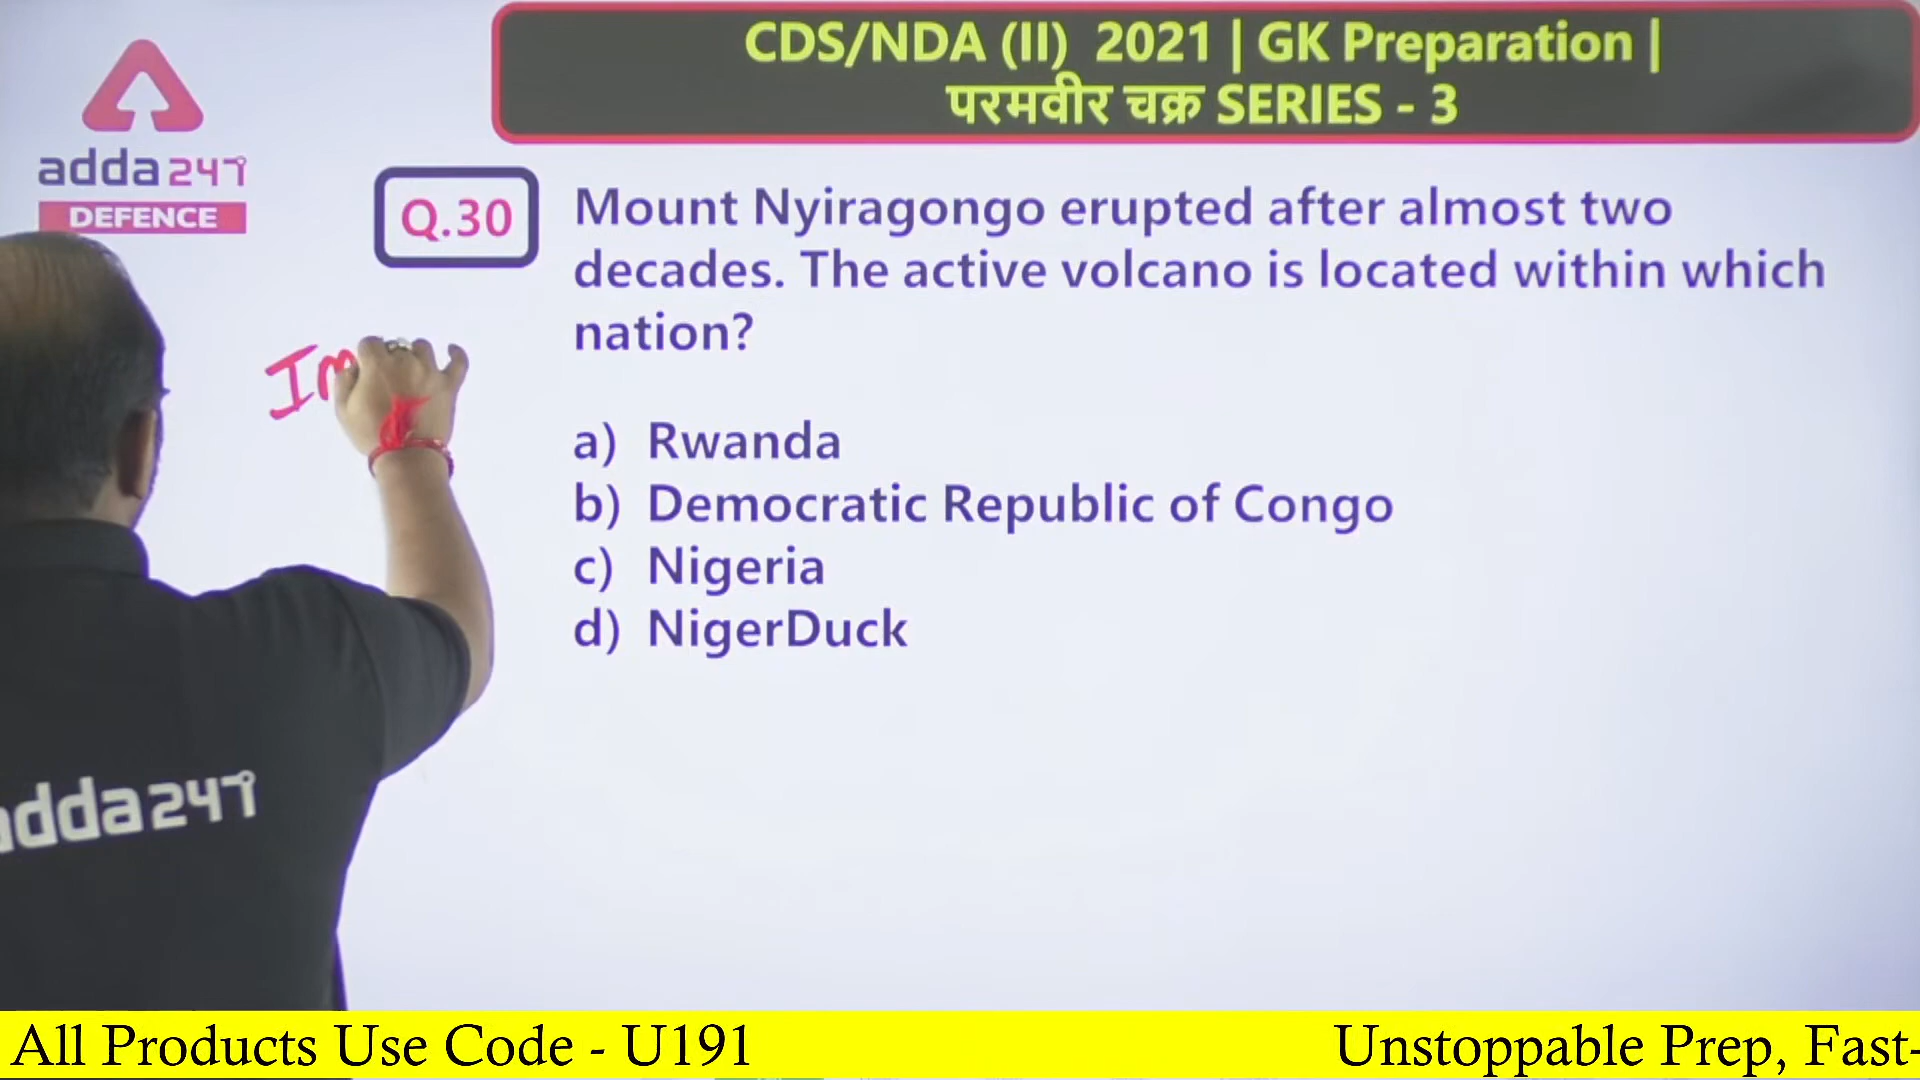 CDS/NDA (II) 2021 | GK Preparation |
परमवीर चक्र SERIES - 3
adda247
DEFENCE
Q.30
Mount Nyiragongo erupted after almost two
decades. The active volcano is located within which
nation?
a) Rwanda
b) Democratic Republic of Congo
c) Nigeria
d) NigerDuck
adda247
All Products Use Code - U191
Unstoppable Prep, Fast-